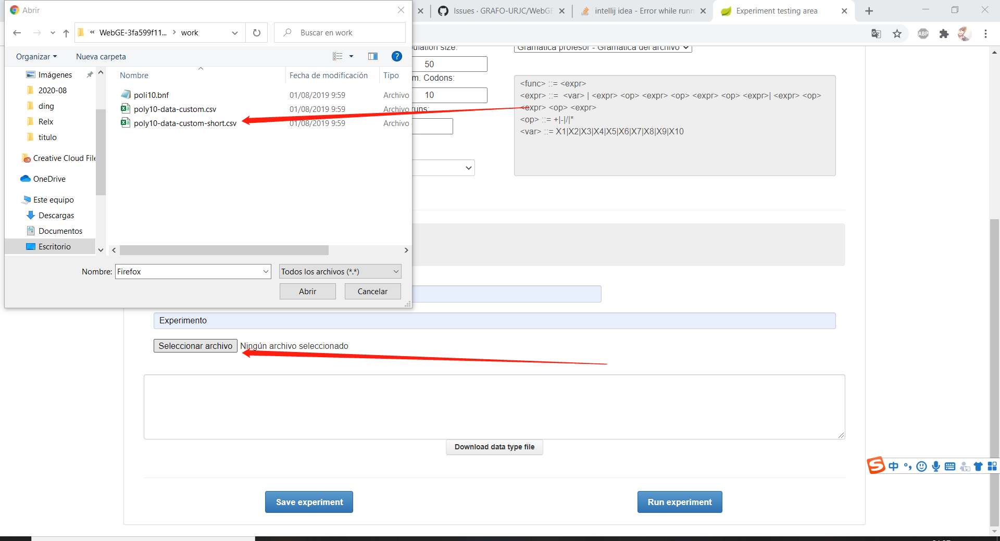 Abrir
Issues · GRAFO-URJC/WebGE
intellij idea - Error while runn
Experiment testing area
« WebGE-3fa599f11... > work
Buscar en work
ABP
Organizar
Nueva carpeta
Nombre
Fecha de modificación
Tipo
Imágenes
2020-08
ding
Relx
titulo
Creative Cloud File
OneDrive
Este equipo
Descargas
Documentos
Escritorio
poli10.bnf
01/08/2019 9:59
Archivo
poly10-data-custom.csv
01/08/2019 9:59
Archivo
poly10-data-custom-short.csv
01/08/2019 9:59
Archivo
Nombre:
Firefox
Todos los archivos (*.*)
Abrir
Cancelar
ulation size:
50
m. Codons:
10
runs:
Gramatica profesor - Gramatica del archivo
<func> ::= <expr>
<expr> ::= <var> | <expr> <op> <expr> <op> <expr> <op> <expr>| <expr> <op>
<expr> <op> <expr>
<op> ::= +|-|/|*
<var> ::= X1|X2|X3|X4|X5|X6|X7|X8|X9|X10
Experimento
Seleccionar archivo
Ningún archivo seleccionado
Download data type file
中
Save experiment
Run experiment